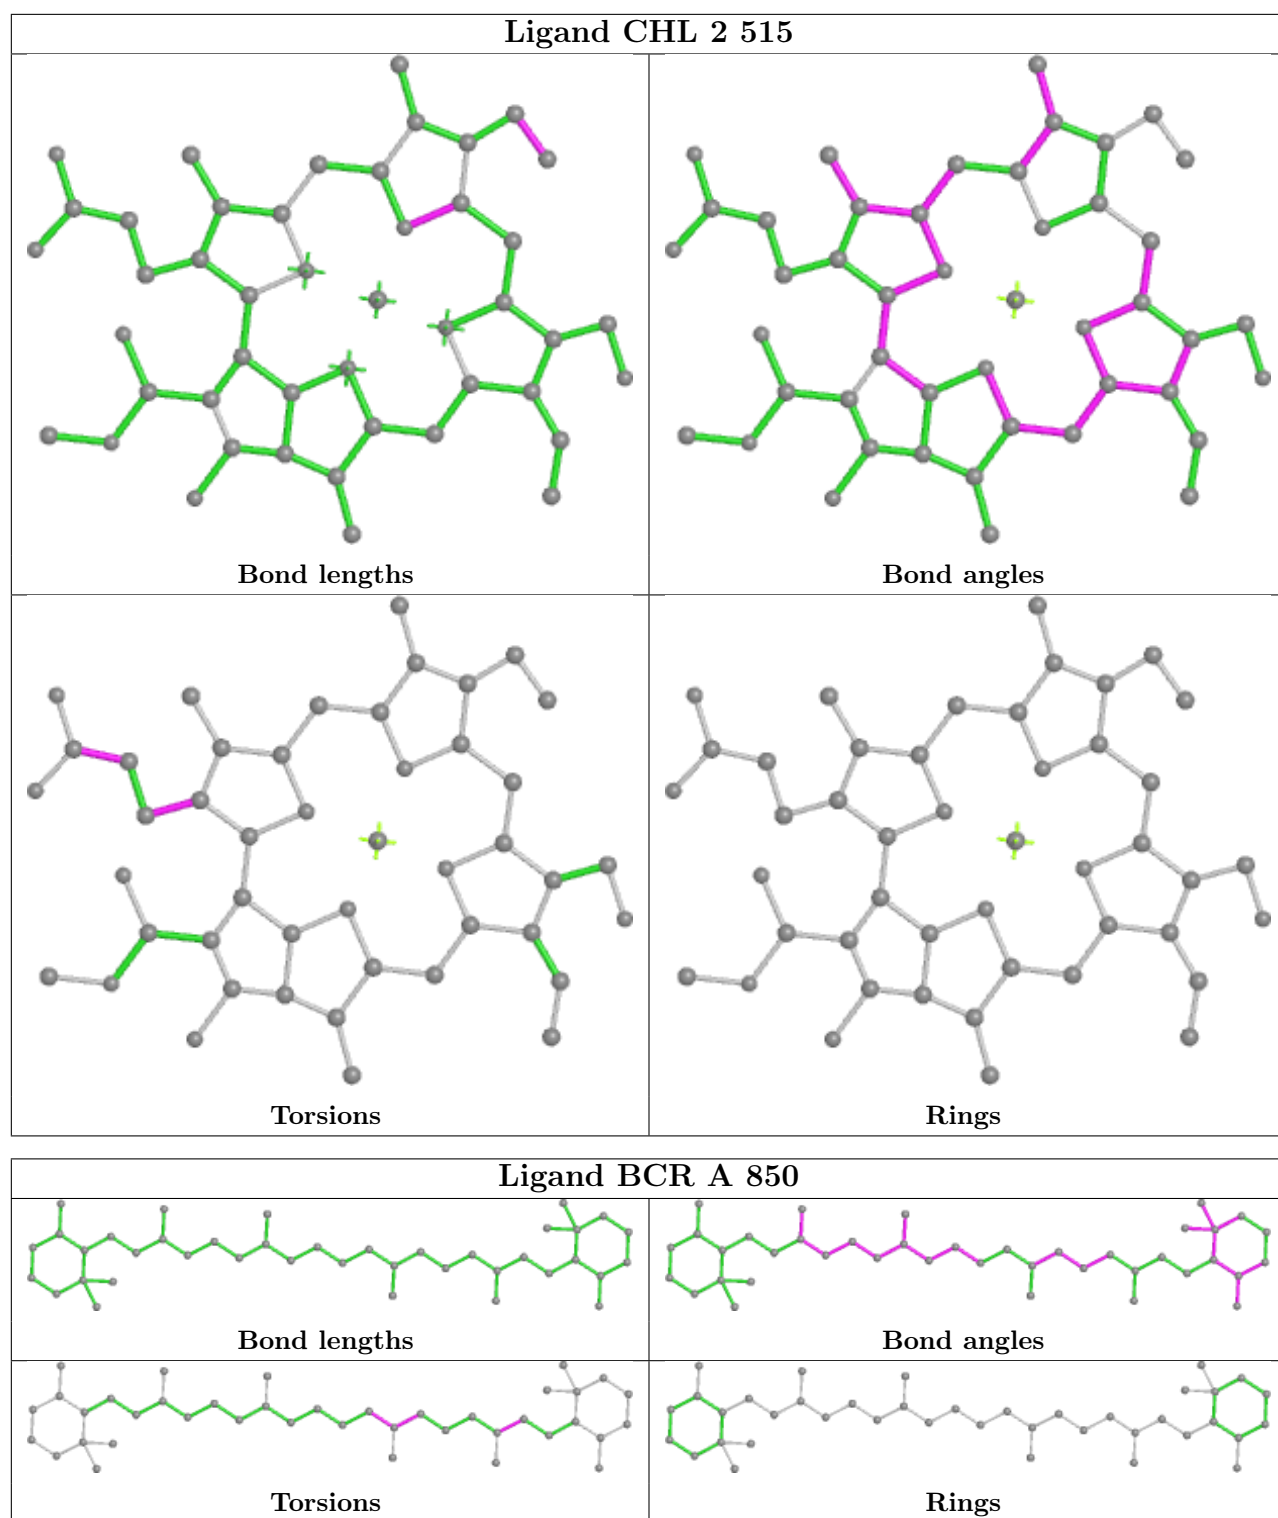 Ligand CHL 2 515
Bond lengths
Bond angles
Torsions
Rings
Ligand BCR A 850
Bond lengths
Bond angles
Torsions
Rings